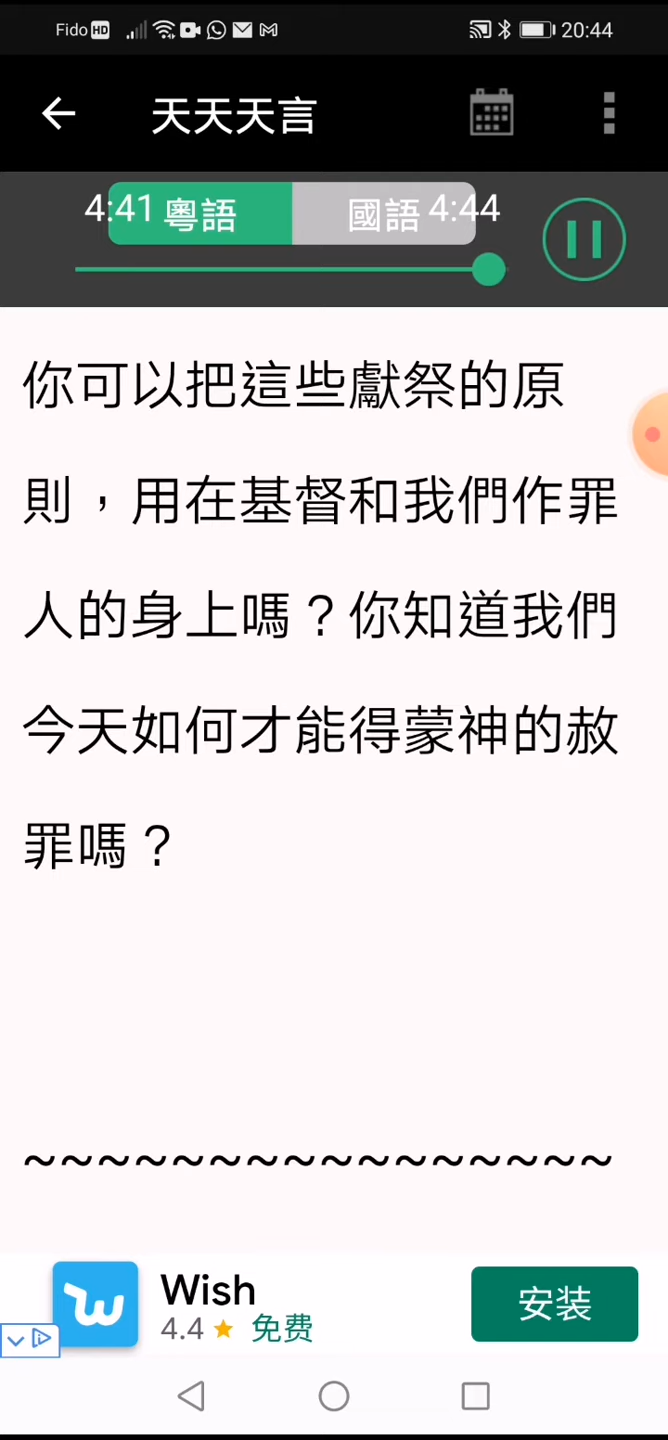 Fido HD 20:44
天天天言
4:41 粵語 國語 4:44
你可以把這些獻祭的原
則，用在基督和我們作罪
人的身上嗎？你知道我們
今天如何才能得蒙神的赦
罪嗎？
~~~~~~~~~~~~~~~~
Wish
4.4 免费
安装